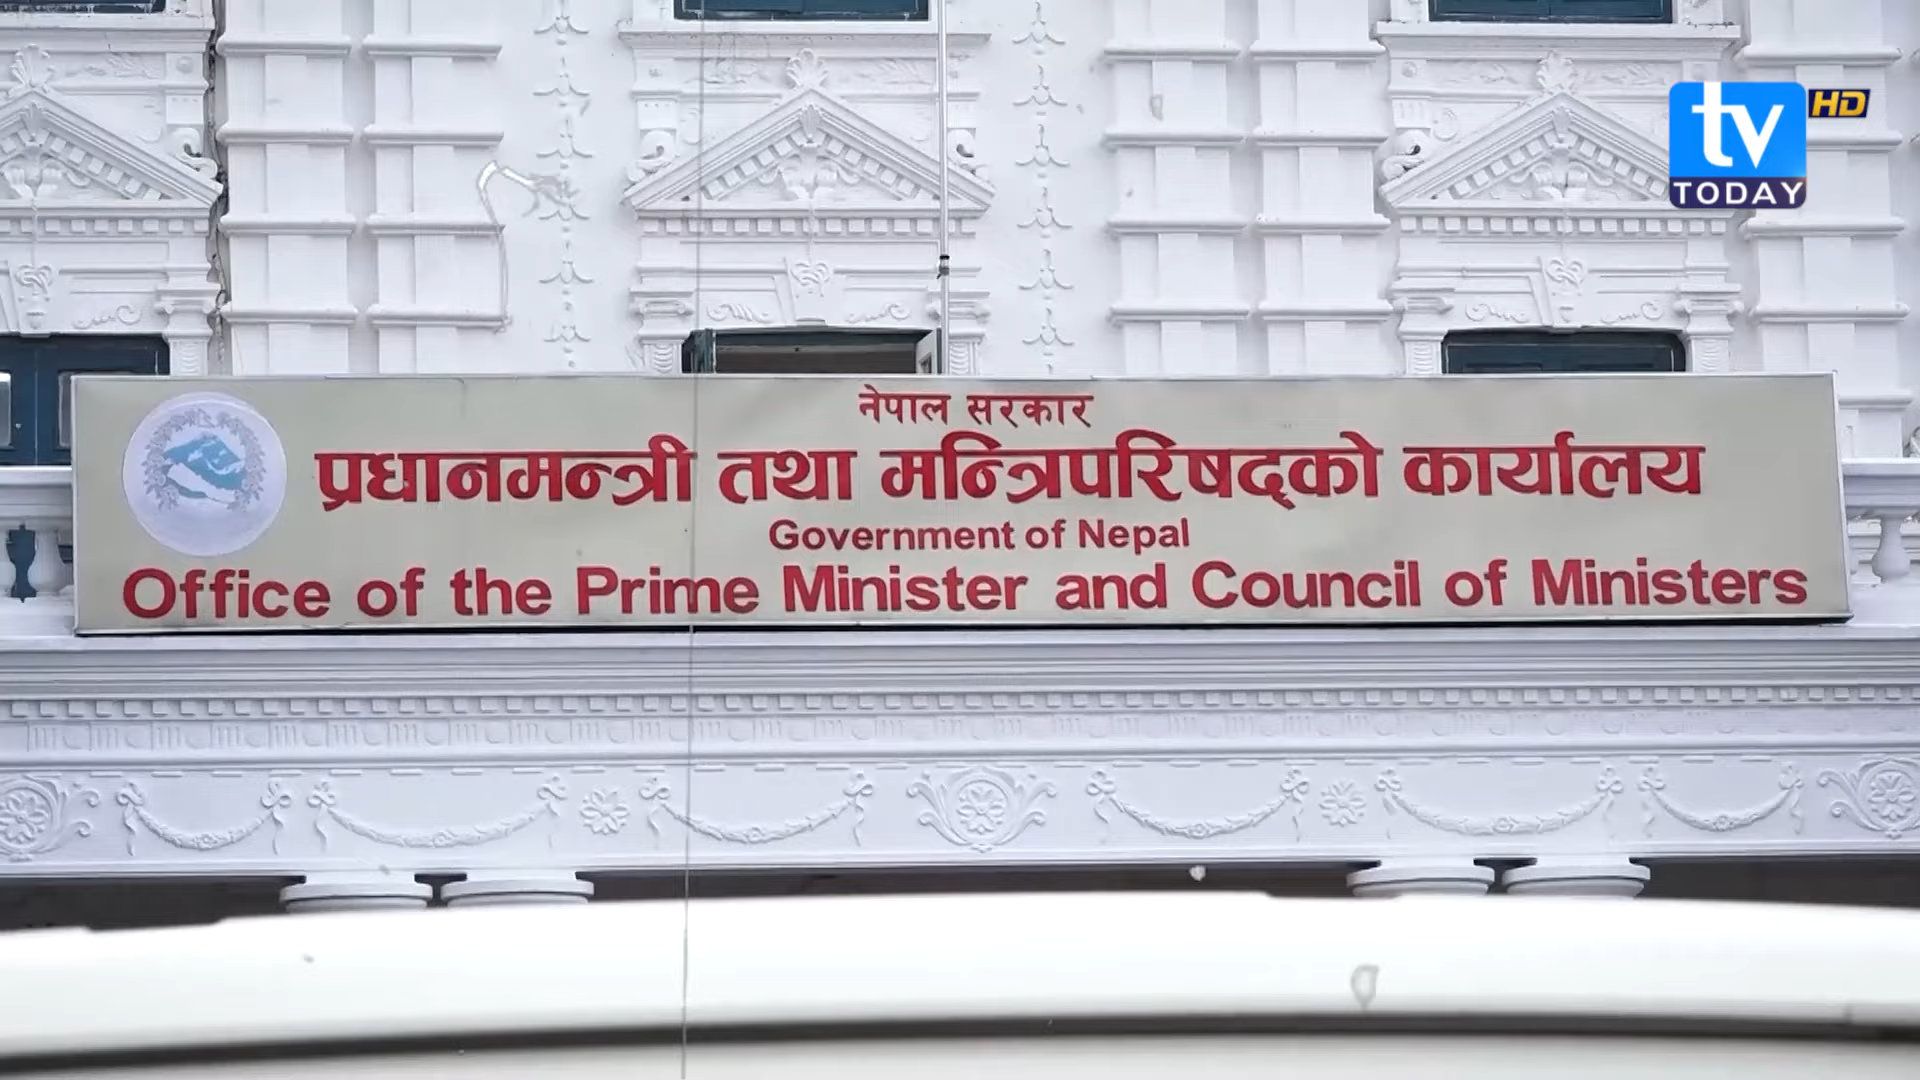 tv HD
TODAY
नेपाल सरकार
प्रधानमन्त्री तथा मन्त्रिपरिषद्को कार्यालय
Government of Nepal
Office of the Prime Minister and Council of Ministers